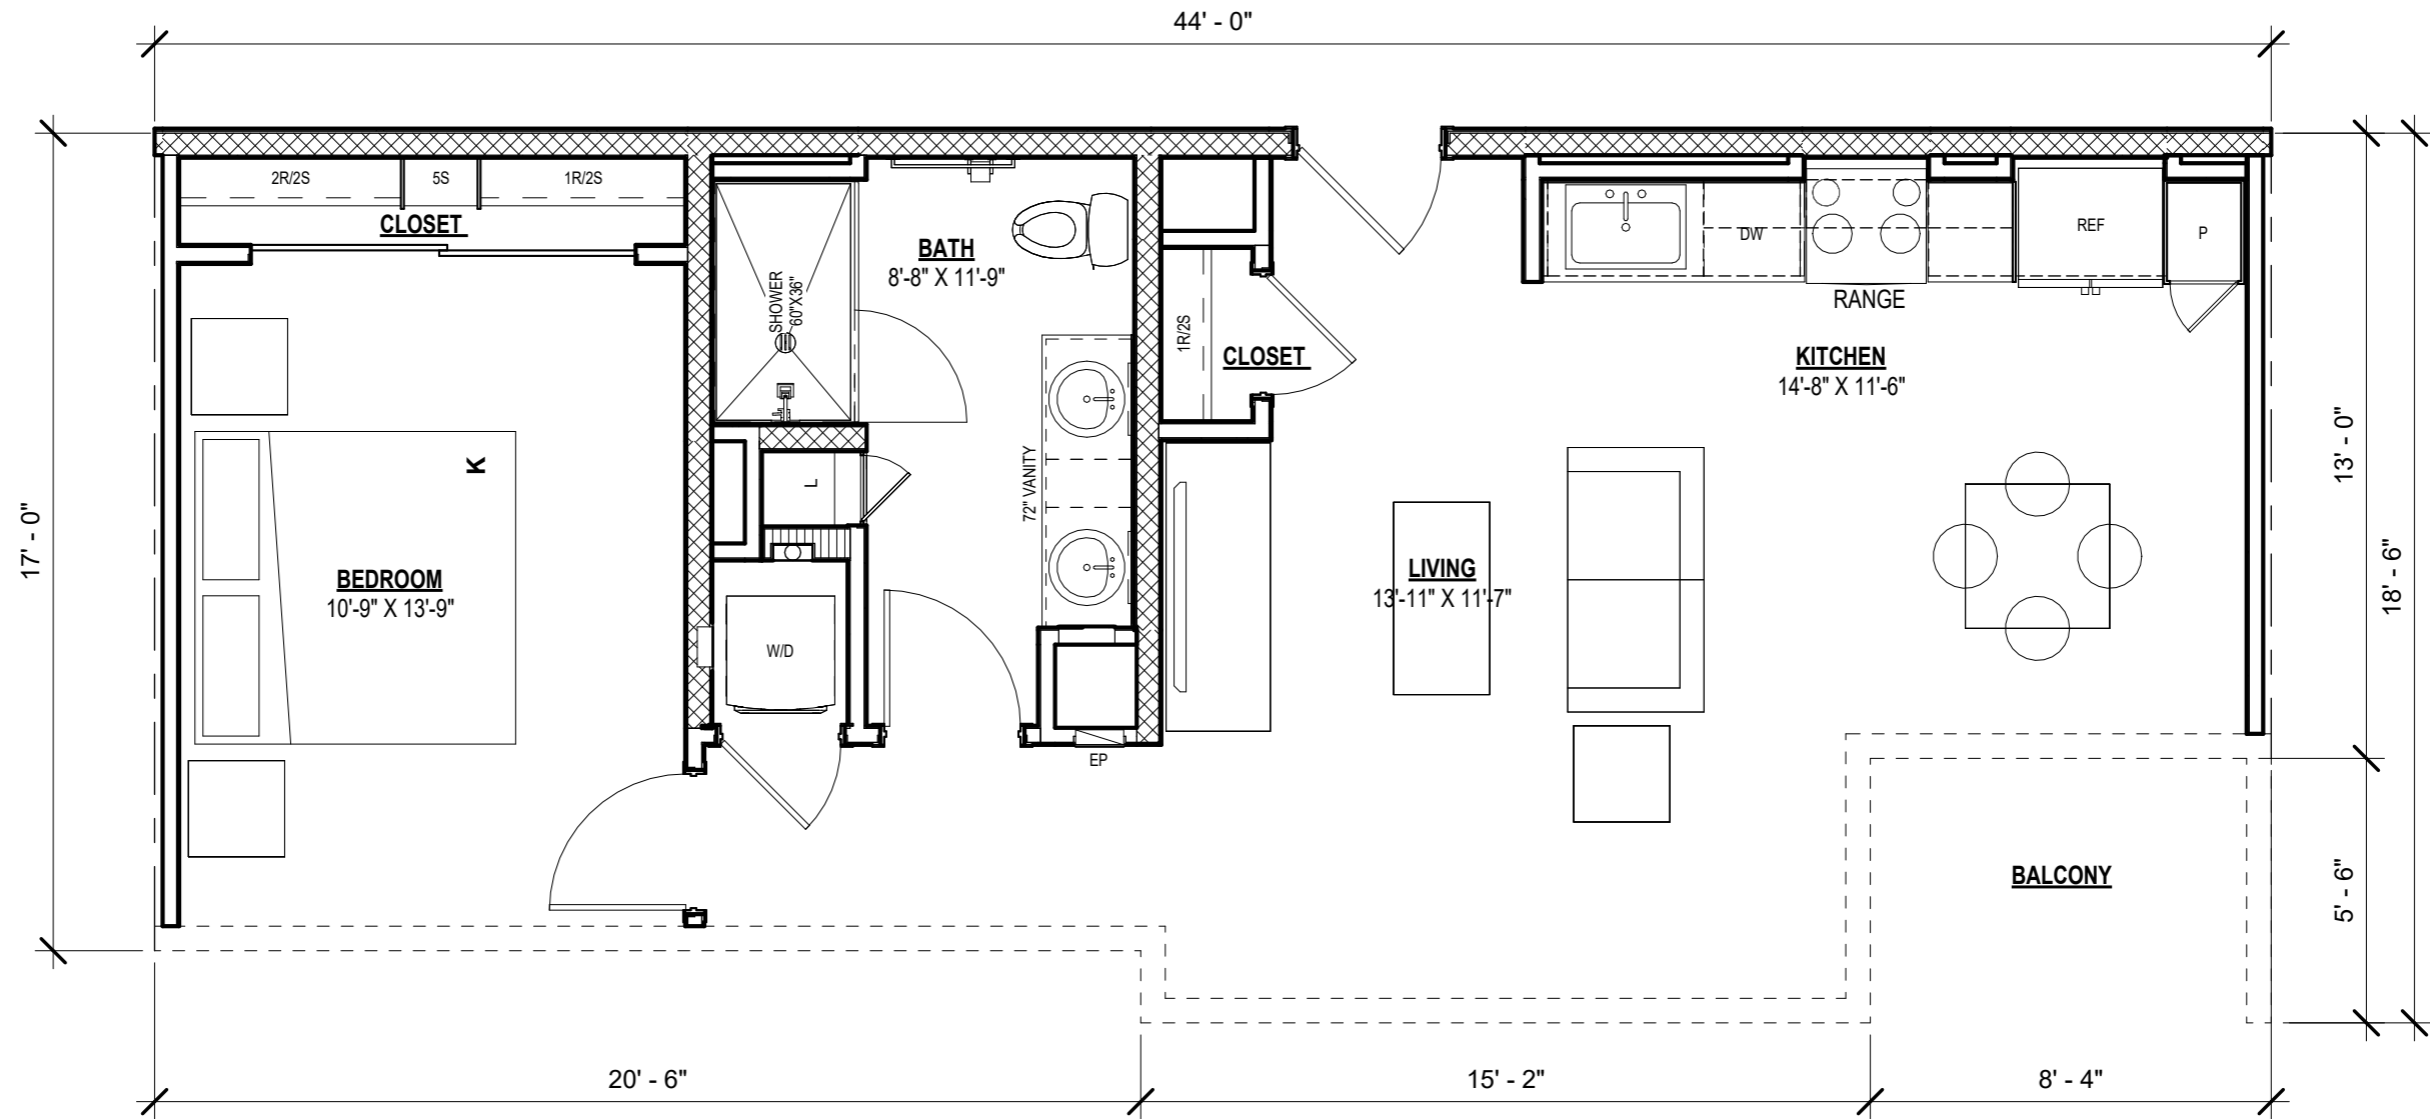 44' - 0"
2R/2S
5S
1R/2S
CLOSET
BATH
8'-8" X 11'-9"
SHOWER
60"X36"
DW
REF
P
RANGE
1R/2S
CLOSET
KITCHEN
14'-8" X 11'-6"
K
L
72" VANITY
17' - 0"
13' - 0"
18' - 6"
BEDROOM
10'-9" X 13'-9"
LIVING
13'-11" X 11'-7"
W/D
EP
BALCONY
5' - 6"
20' - 6"
15' - 2"
8' - 4"